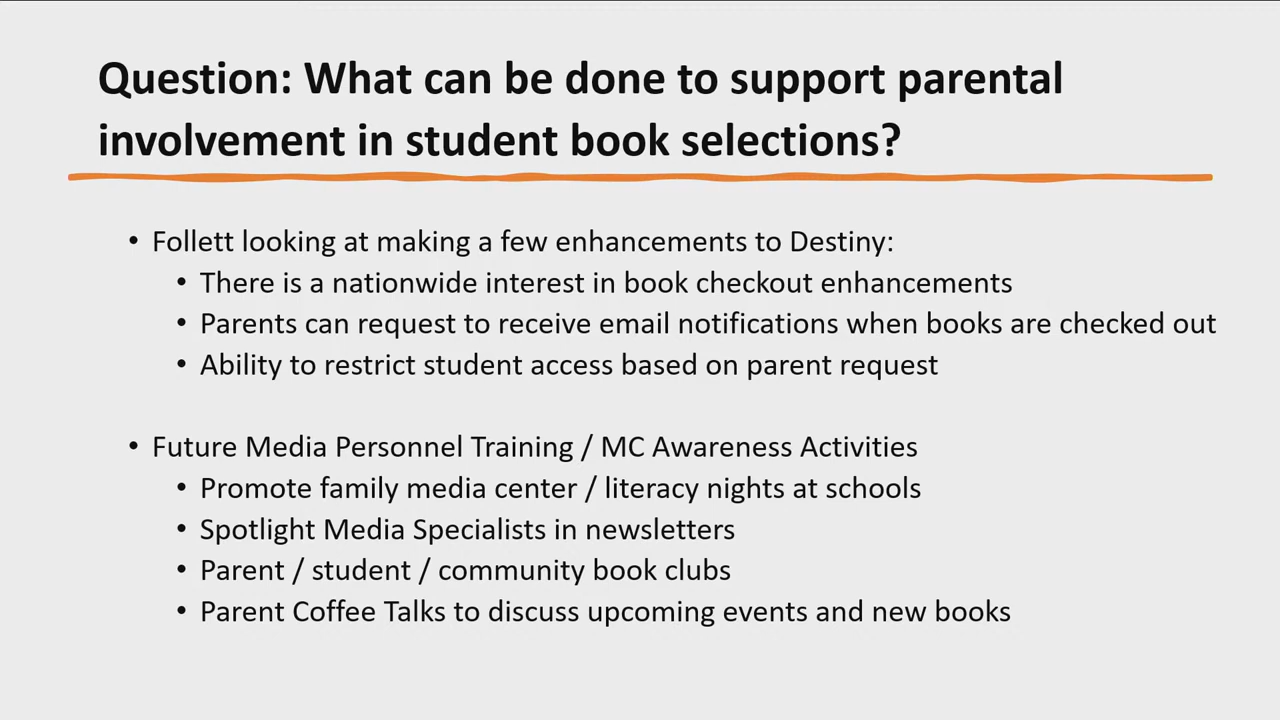 Question: What can be done to support parental
involvement in student book selections?
• Follett looking at making a few enhancements to Destiny:
• There is a nationwide interest in book checkout enhancements
• Parents can request to receive email notifications when books are checked out
• Ability to restrict student access based on parent request
• Future Media Personnel Training / MC Awareness Activities
• Promote family media center / literacy nights at schools
• Spotlight Media Specialists in newsletters
• Parent / student / community book clubs
• Parent Coffee Talks to discuss upcoming events and new books